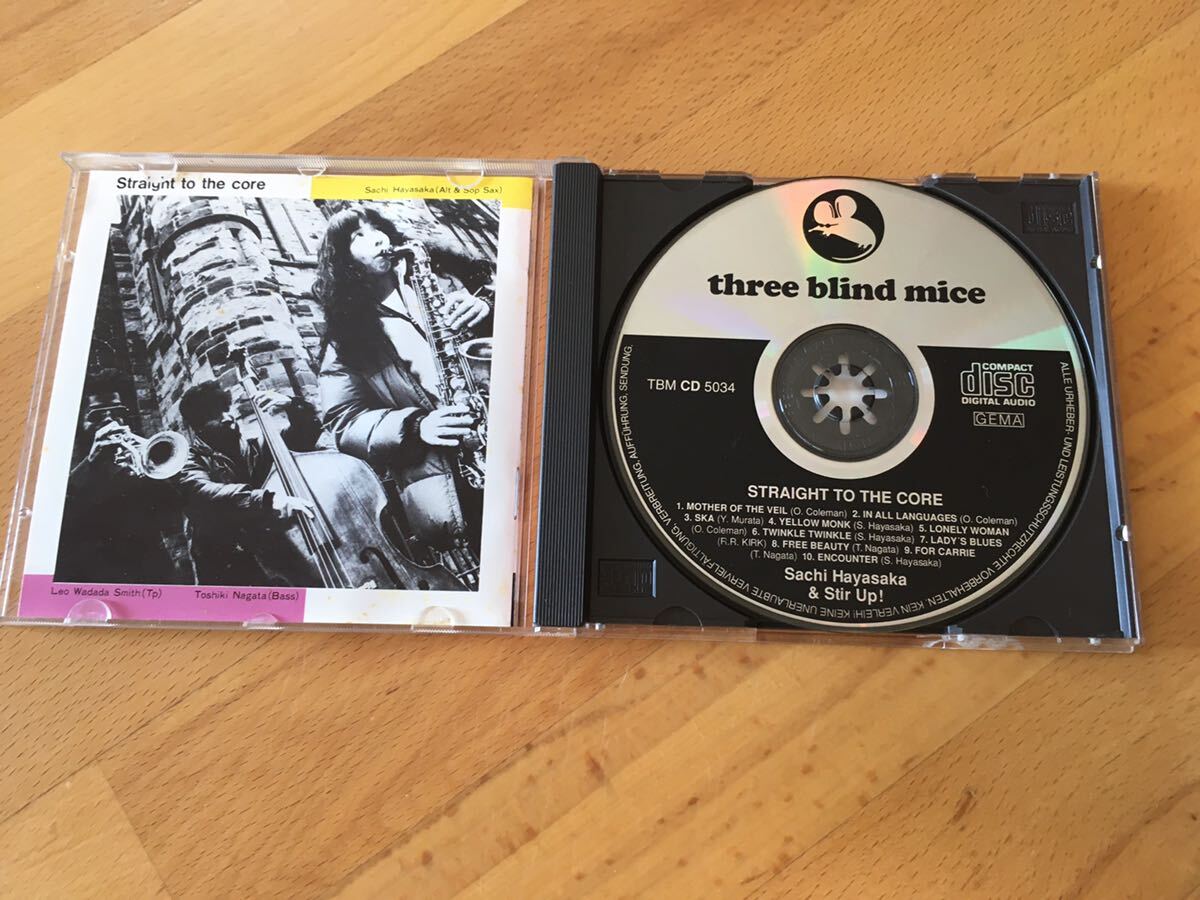 Straight to the core
Sachi Hayasaka(Alt & Sop Sax)
Leo Wadada Smith(Tp)
Toshiki Nagata(Bass)
three blind mice
TBM CD 5034
COMPACT
disc
DIGITAL AUDIO
GEMA
STRAIGHT TO THE CORE
1. MOTHER OF THE VEIL (O. Coleman) 2. IN ALL LANGUAGES (O. Coleman)
3. SKA (Y. Murata) 4. YELLOW MONK (S. Hayasaka) 5. LONELY WOMAN
(O. Coleman) 6. TWINKLE TWINKLE (S. Hayasaka) 7. LADY'S BLUES
(R.R. KIRK) 8. FREE BEAUTY (T. Nagata) 9. FOR CARRIE
(T. Nagata) 10. ENCOUNTER (S. Hayasaka)
Sachi Hayasaka
& Stir Up!
ALLE URHEBER- UND LEISTUNGSSCHUTZRECHTE VORBEHALTEN. KEIN VERLEIH! KEINE UNERLAUBTE VERVIELFÄLTIGUNG, VERBREITUNG, AUFFÜHRUNG, SENDUNG.